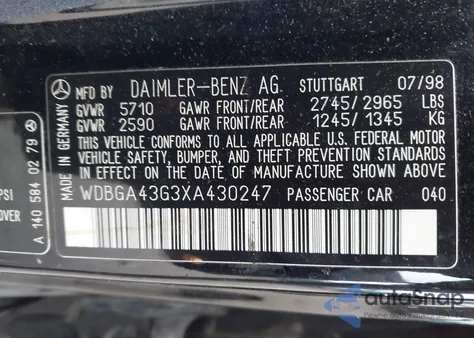 MFD BY DAIMLER-BENZ AG. STUTTGART 07/98
GVWR 5710 GAWR FRONT/REAR 2745/2965 LBS
GVWR 2590 GAWR FRONT/REAR 1245/1345 KG
THIS VEHICLE CONFORMS TO ALL APPLICABLE U.S. FEDERAL MOTOR
VEHICLE SAFETY, BUMPER, AND THEFT PREVENTION STANDARDS
IN EFFECT ON THE DATE OF MANUFACTURE SHOWN ABOVE.
WDBGA43G3XA430247 PASSENGER CAR 040
MADE IN GERMANY
A 140 584 02 79
PSI
OVER
autoSnap